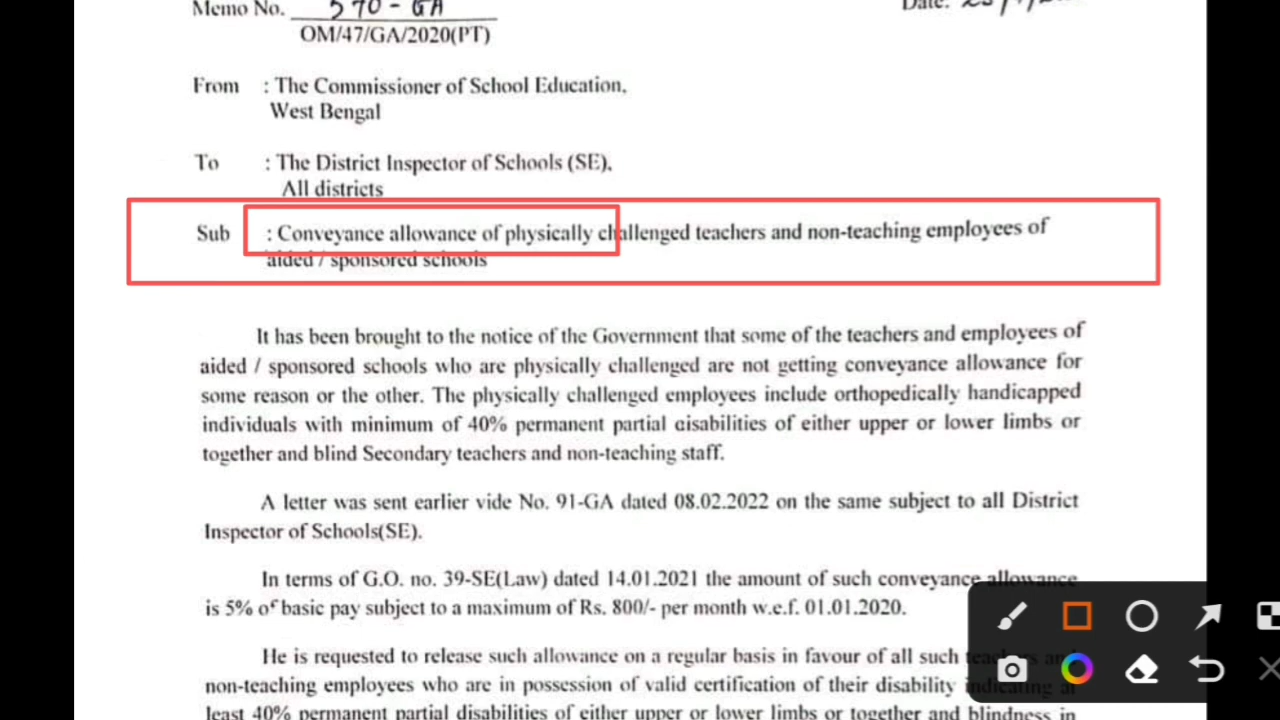 Memo No. 570 - GA
Date:
OM/47/GA/2020(PT)
From : The Commissioner of School Education,
West Bengal
To : The District Inspector of Schools (SE),
All districts
Sub : Conveyance allowance of physically challenged teachers and non-teaching employees of
aided / sponsored schools
It has been brought to the notice of the Government that some of the teachers and employees of
aided / sponsored schools who are physically challenged are not getting conveyance allowance for
some reason or the other. The physically challenged employees include orthopedically handicapped
individuals with minimum of 40% permanent partial disabilities of either upper or lower limbs or
together and blind Secondary teachers and non-teaching staff.
A letter was sent earlier vide No. 91-GA dated 08.02.2022 on the same subject to all District
Inspector of Schools(SE).
In terms of G.O. no. 39-SE(Law) dated 14.01.2021 the amount of such conveyance allowance
is 5% of basic pay subject to a maximum of Rs. 800/- per month w.e.f. 01.01.2020.
He is requested to release such allowance on a regular basis in favour of all such teachers and
non-teaching employees who are in possession of valid certification of their disability indicating at
least 40% permanent partial disabilities of either upper or lower limbs or together and blindness in